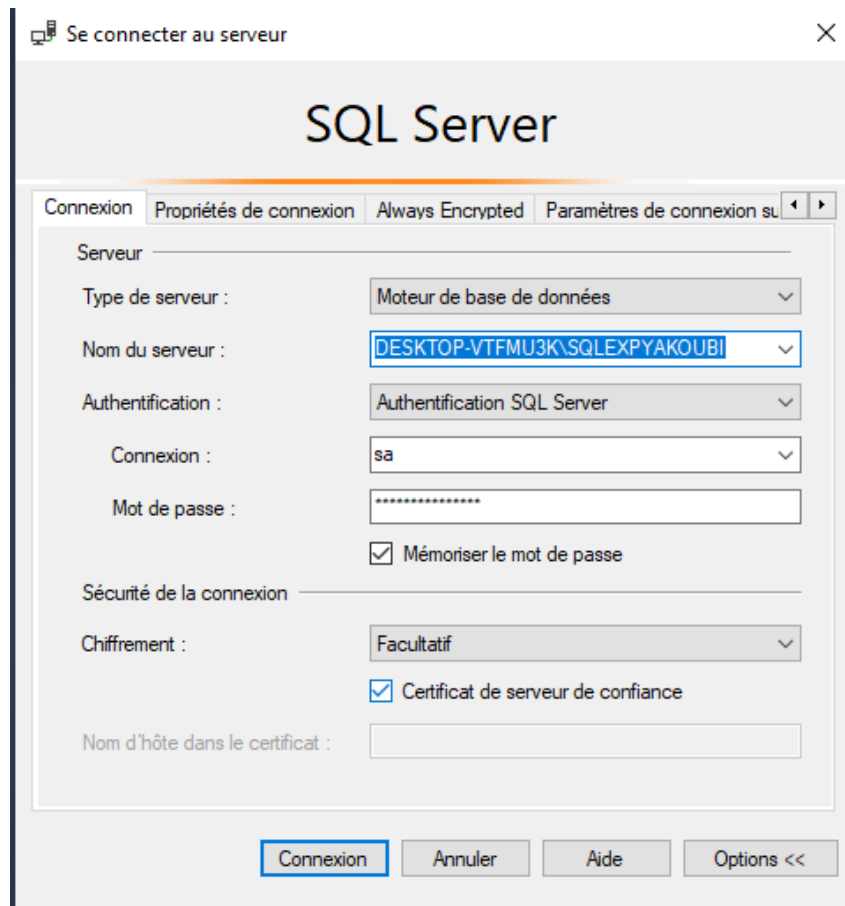 Se connecter au serveur
SQL Server
Connexion Propriétés de connexion Always Encrypted Paramètres de connexion su
Serveur
Type de serveur : Moteur de base de données
Nom du serveur : DESKTOP-VTFMU3K\SQLEXPYAKOUBI
Authentification : Authentification SQL Server
Connexion : sa
Mot de passe : ***************
Mémoriser le mot de passe
Sécurité de la connexion
Chiffrement : Facultatif
Certificat de serveur de confiance
Nom d'hôte dans le certificat :
Connexion Annuler Aide Options <<